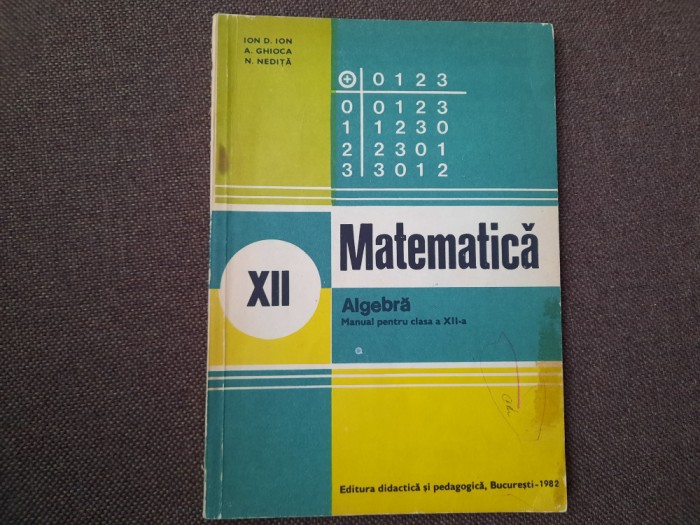 ION D. ION
A. GHIOCA
N. NEDIȚĂ
⊕ 0 1 2 3
0 0 1 2 3
1 1 2 3 0
2 2 3 0 1
3 3 0 1 2
Matematică
XII
Algebră
Manual pentru clasa a XII-a
Editura didactică și pedagogică, București-1982